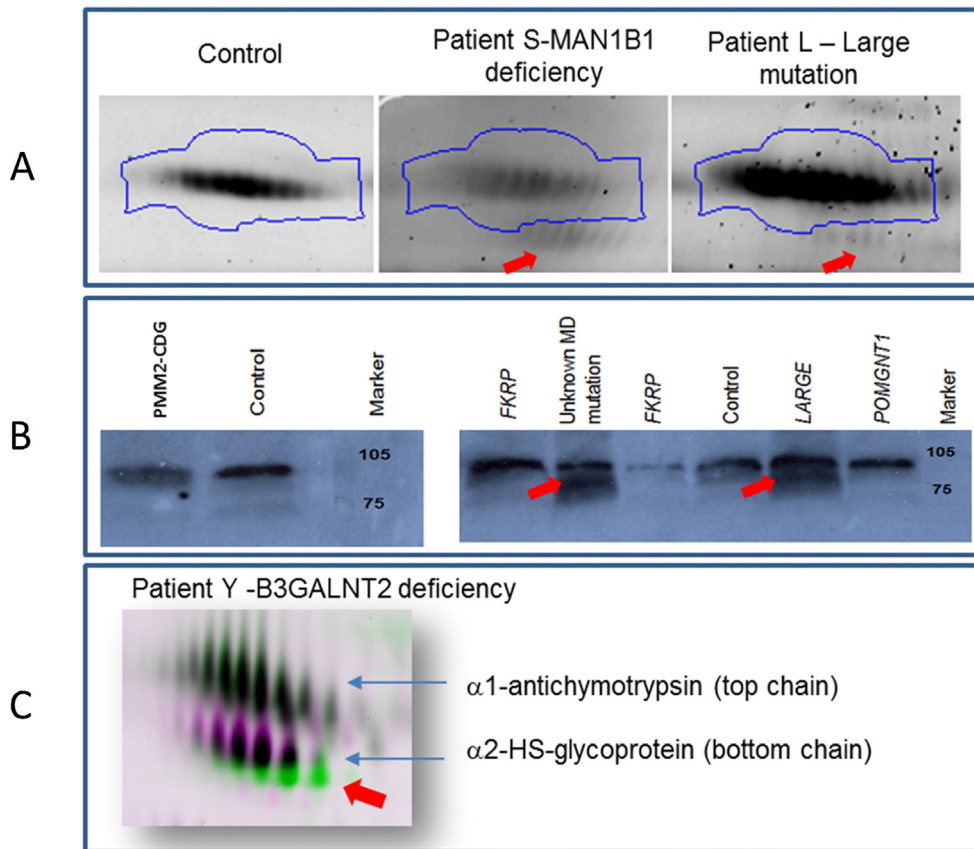 A
Control
Patient S-MAN1B1
deficiency
Patient L – Large
mutation
B
PMM2-CDG
Control
Marker
105
75
FKRP
Unknown MD
mutation
FKRP
Control
LARGE
POMGNT1
Marker
105
75
C
Patient Y -B3GALNT2 deficiency
α1-antichymotrypsin (top chain)
α2-HS-glycoprotein (bottom chain)